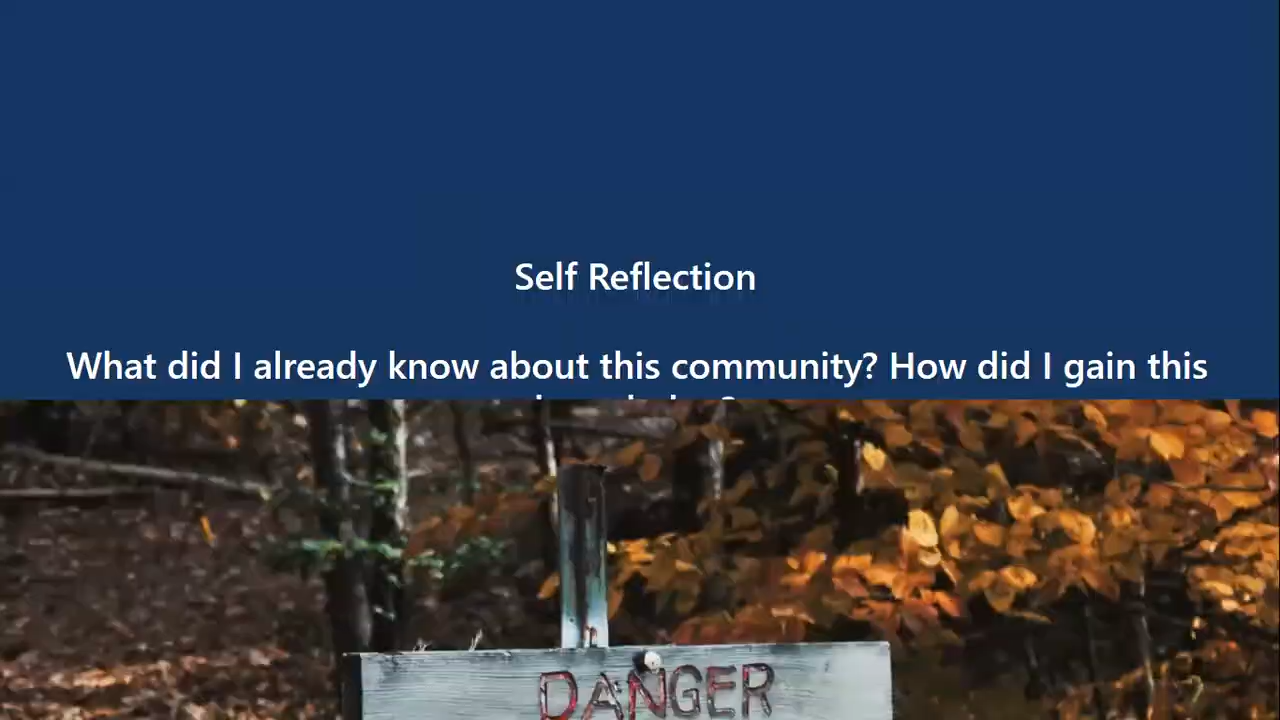 Self Reflection
What did I already know about this community? How did I gain this
DANGER